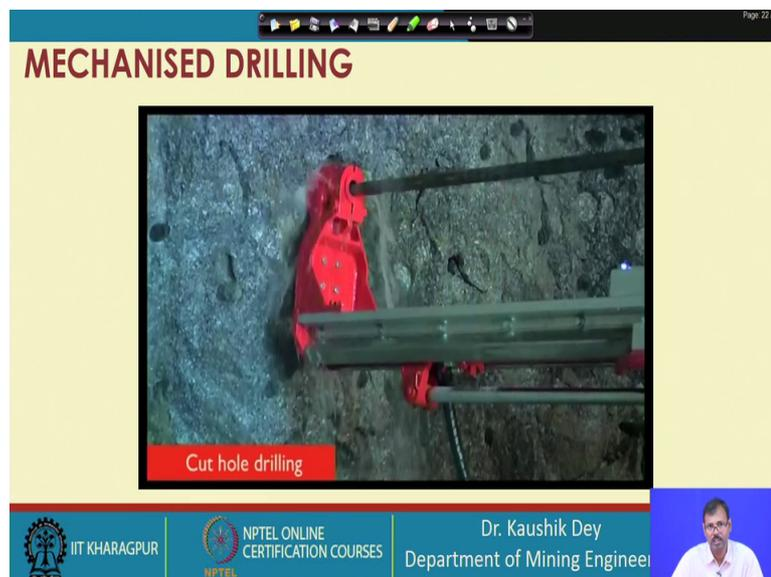 Page: 22
MECHANISED DRILLING
Cut hole drilling
IIT KHARAGPUR
NPTEL
NPTEL ONLINE
CERTIFICATION COURSES
Dr. Kaushik Dey
Department of Mining Engineer